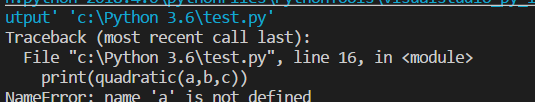 utput' 'c:\Python 3.6\test.py'
Traceback (most recent call last):
  File "c:\Python 3.6\test.py", line 16, in <module>
    print(quadratic(a,b,c))
NameError: name 'a' is not defined